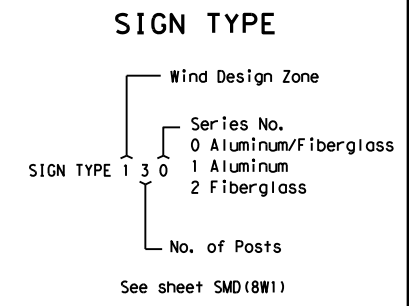 SIGN TYPE
Wind Design Zone
Series No.
0 Aluminum/Fiberglass
1 Aluminum
2 Fiberglass
SIGN TYPE 1 3 0
No. of Posts
See sheet SMD(8W1)